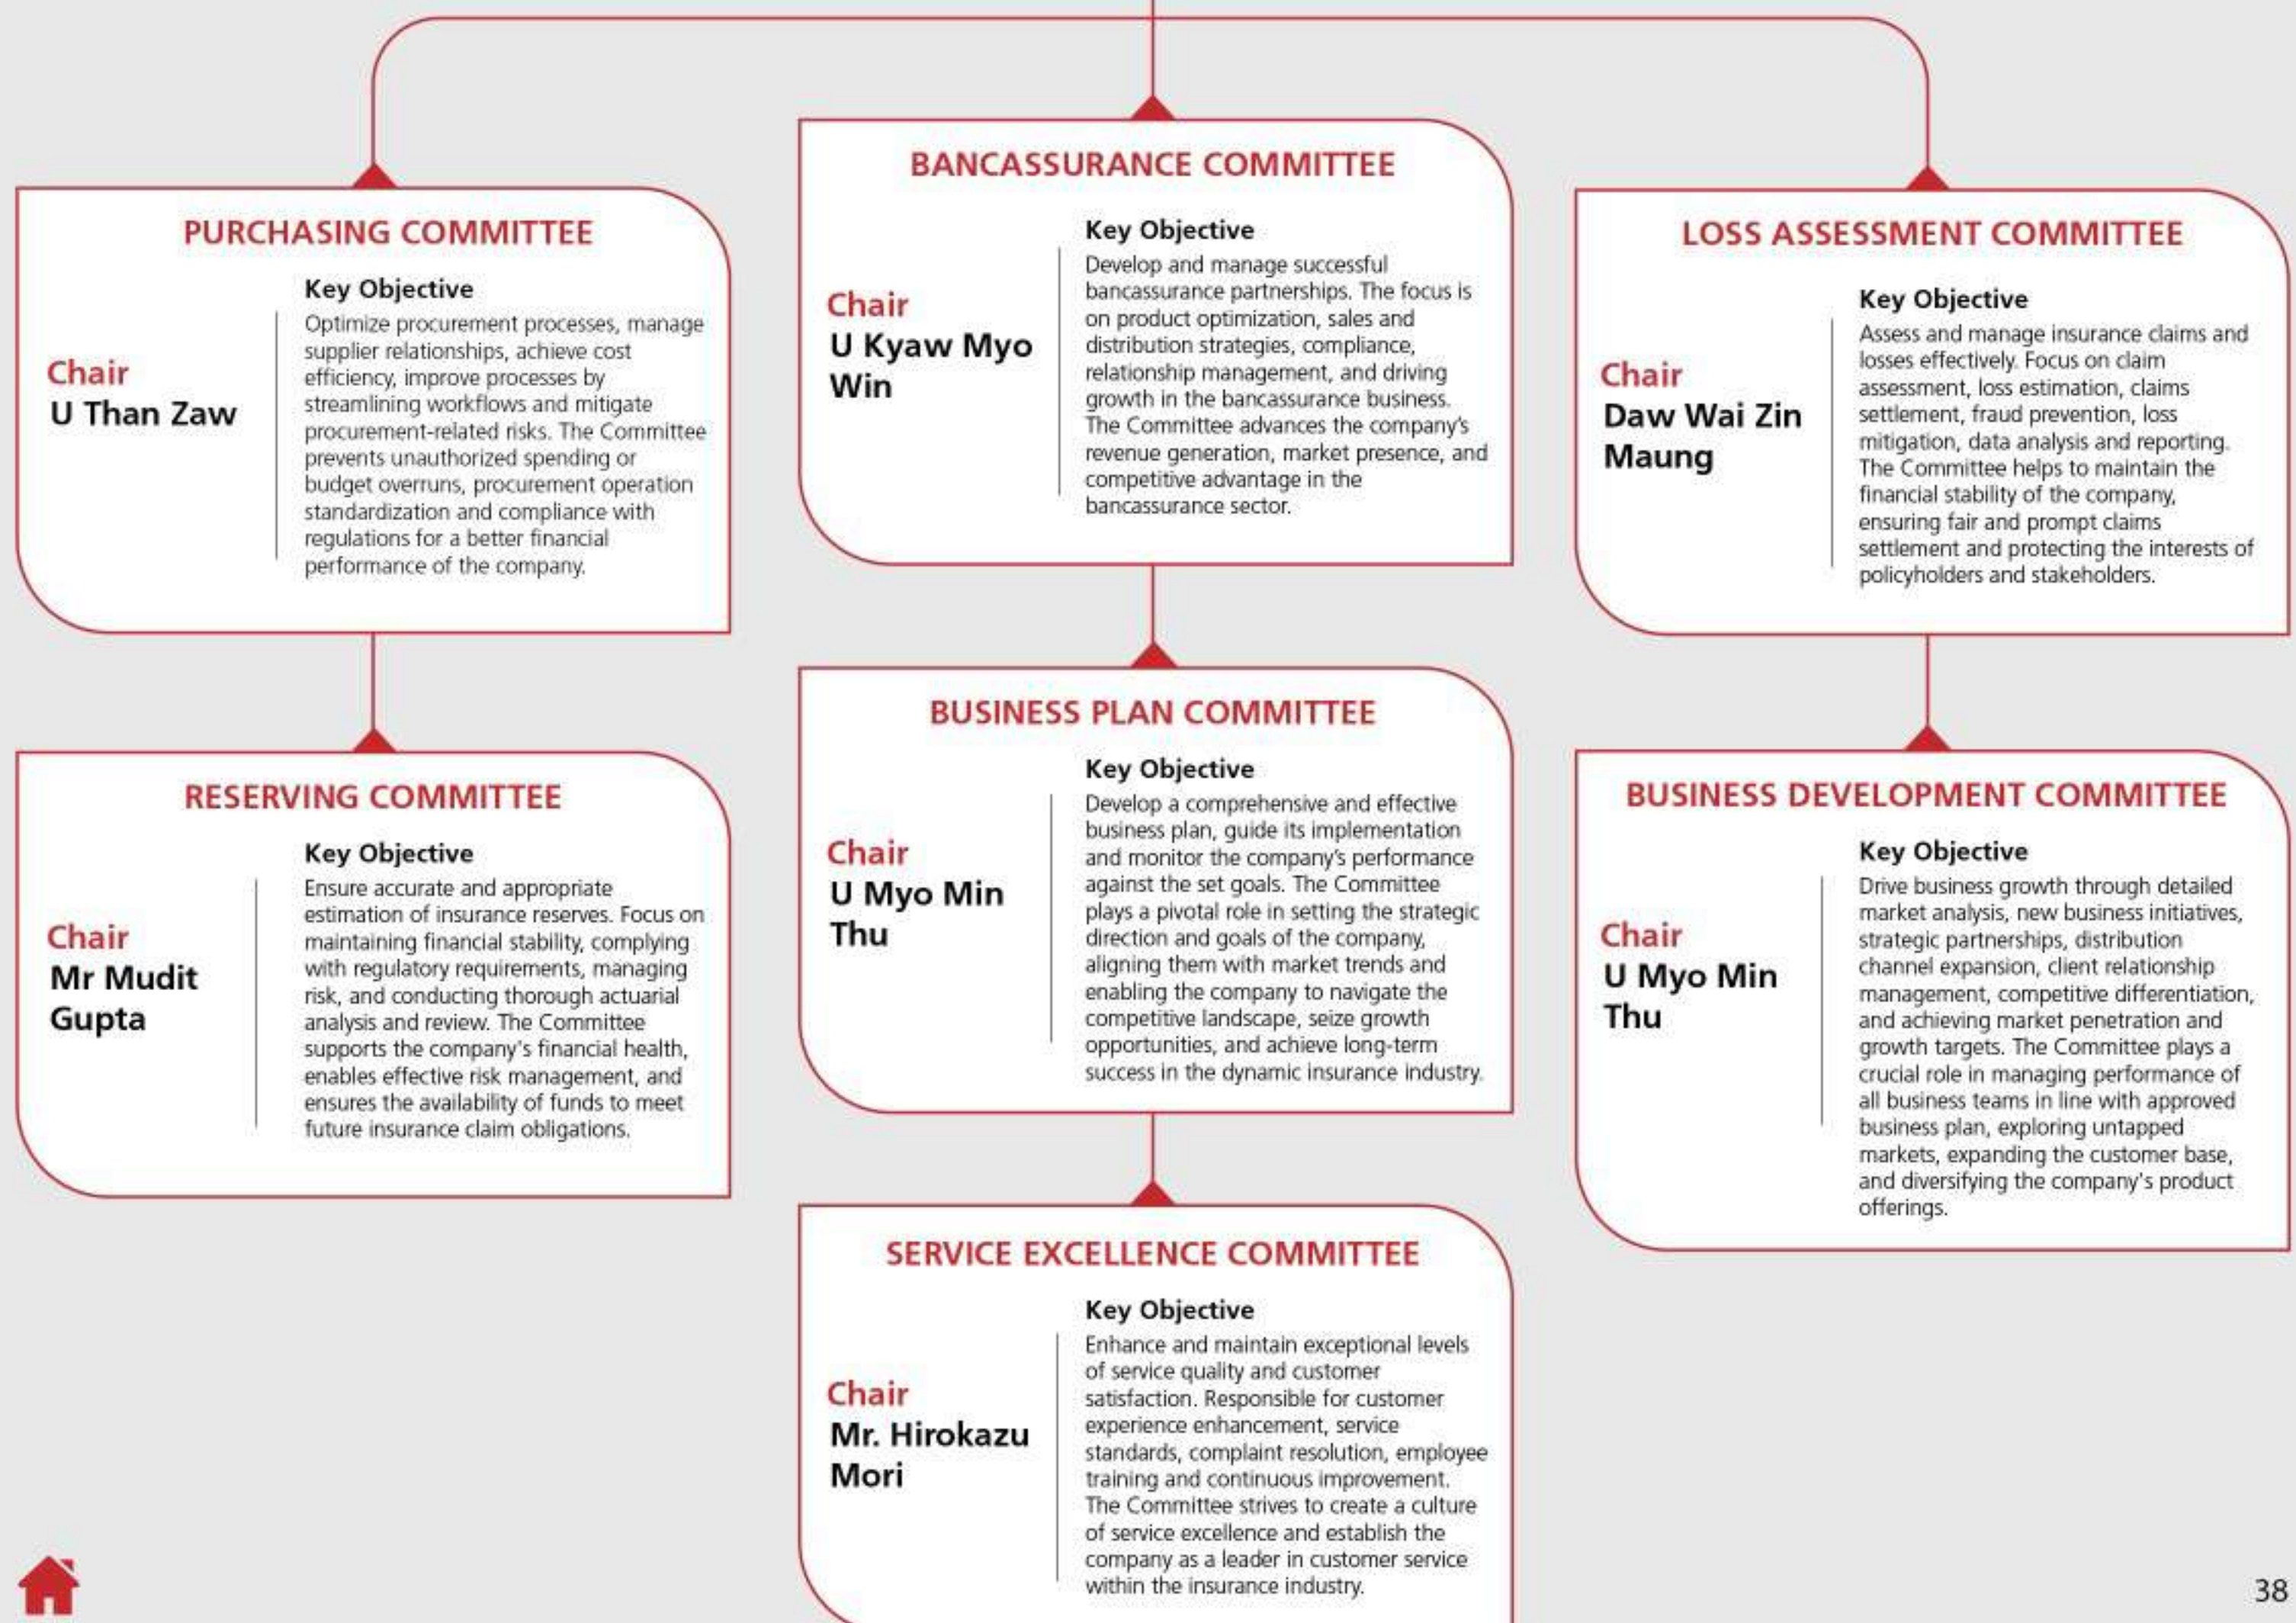 BANCASSURANCE COMMITTEE
Chair
U Kyaw Myo
Win
Key Objective
Develop and manage successful
bancassurance partnerships. The focus is
on product optimization, sales and
distribution strategies, compliance,
relationship management, and driving
growth in the bancassurance business.
The Committee advances the company's
revenue generation, market presence, and
competitive advantage in the
bancassurance sector.
PURCHASING COMMITTEE
Chair
U Than Zaw
Key Objective
Optimize procurement processes, manage
supplier relationships, achieve cost
efficiency, improve processes by
streamlining workflows and mitigate
procurement-related risks. The Committee
prevents unauthorized spending or
budget overruns, procurement operation
standardization and compliance with
regulations for a better financial
performance of the company.
LOSS ASSESSMENT COMMITTEE
Chair
Daw Wai Zin
Maung
Key Objective
Assess and manage insurance claims and
losses effectively. Focus on claim
assessment, loss estimation, claims
settlement, fraud prevention, loss
mitigation, data analysis and reporting.
The Committee helps to maintain the
financial stability of the company,
ensuring fair and prompt claims
settlement and protecting the interests of
policyholders and stakeholders.
BUSINESS PLAN COMMITTEE
Chair
U Myo Min
Thu
Key Objective
Develop a comprehensive and effective
business plan, guide its implementation
and monitor the company's performance
against the set goals. The Committee
plays a pivotal role in setting the strategic
direction and goals of the company,
aligning them with market trends and
enabling the company to navigate the
competitive landscape, seize growth
opportunities, and achieve long-term
success in the dynamic insurance industry.
RESERVING COMMITTEE
Chair
Mr Mudit
Gupta
Key Objective
Ensure accurate and appropriate
estimation of insurance reserves. Focus on
maintaining financial stability, complying
with regulatory requirements, managing
risk, and conducting thorough actuarial
analysis and review. The Committee
supports the company's financial health,
enables effective risk management, and
ensures the availability of funds to meet
future insurance claim obligations.
BUSINESS DEVELOPMENT COMMITTEE
Chair
U Myo Min
Thu
Key Objective
Drive business growth through detailed
market analysis, new business initiatives,
strategic partnerships, distribution
channel expansion, client relationship
management, competitive differentiation,
and achieving market penetration and
growth targets. The Committee plays a
crucial role in managing performance of
all business teams in line with approved
business plan, exploring untapped
markets, expanding the customer base,
and diversifying the company's product
offerings.
SERVICE EXCELLENCE COMMITTEE
Chair
Mr. Hirokazu
Mori
Key Objective
Enhance and maintain exceptional levels
of service quality and customer
satisfaction. Responsible for customer
experience enhancement, service
standards, complaint resolution, employee
training and continuous improvement.
The Committee strives to create a culture
of service excellence and establish the
company as a leader in customer service
within the insurance industry.
38